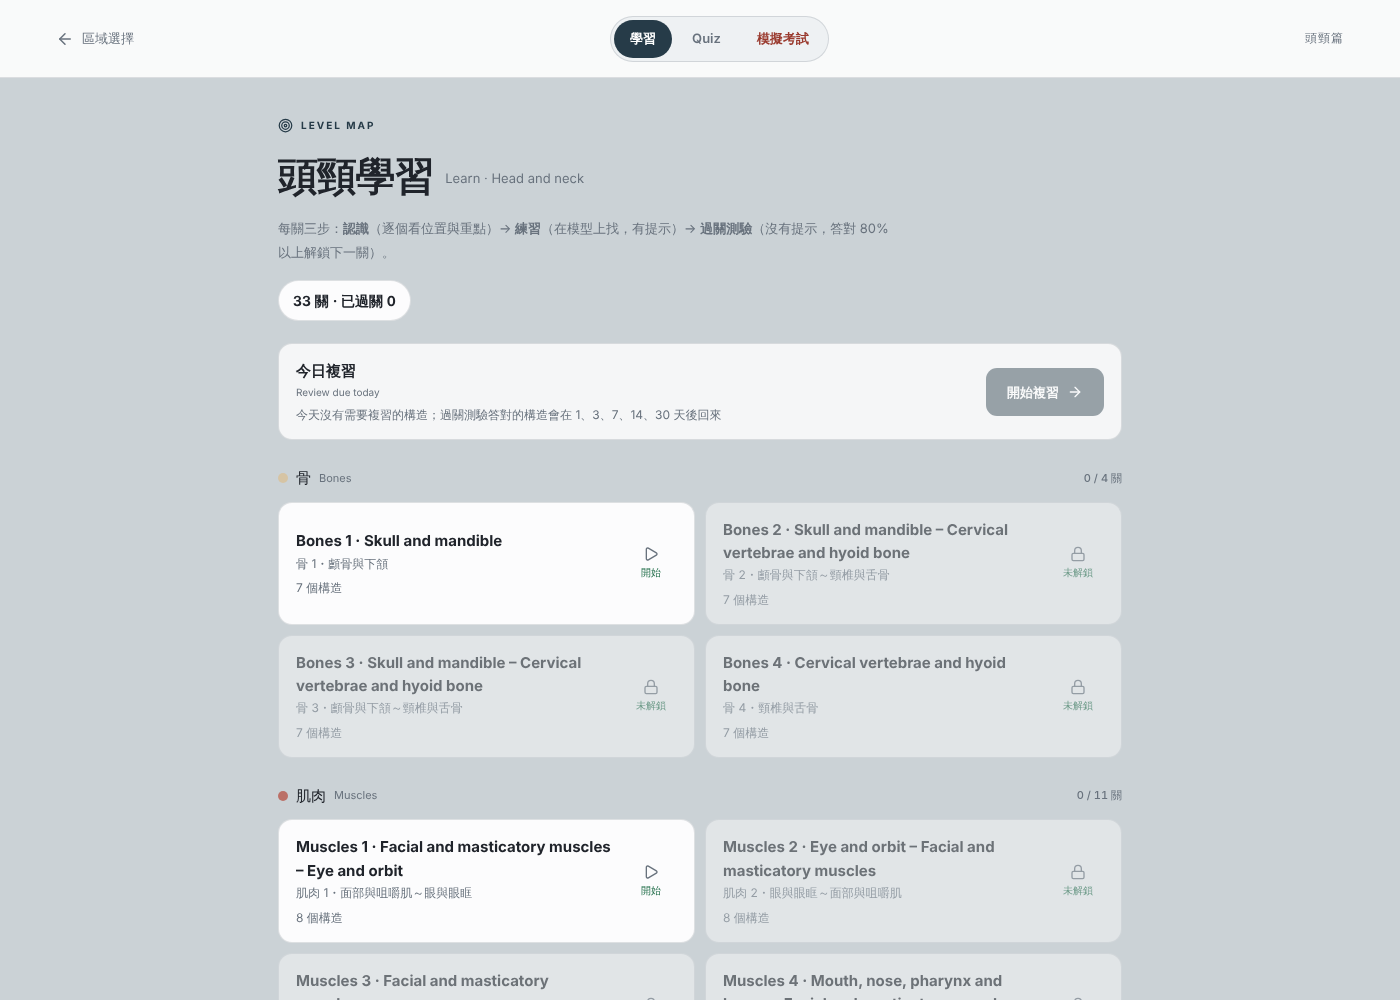 區域選擇
學習
Quiz
模擬考試
頭頸篇
LEVEL MAP
頭頸學習 Learn · Head and neck
每關三步：認識（逐個看位置與重點）→ 練習（在模型上找，有提示）→ 過關測驗（沒有提示，答對 80%
以上解鎖下一關）。
33 關 · 已過關 0
今日複習
Review due today
今天沒有需要複習的構造；過關測驗答對的構造會在 1、3、7、14、30 天後回來
開始複習
骨 Bones
0 / 4 關
Bones 1 · Skull and mandible
骨 1・顱骨與下頷
7 個構造
開始
Bones 2 · Skull and mandible – Cervical
vertebrae and hyoid bone
骨 2・顱骨與下頷～頸椎與舌骨
7 個構造
未解鎖
Bones 3 · Skull and mandible – Cervical
vertebrae and hyoid bone
骨 3・顱骨與下頷～頸椎與舌骨
7 個構造
未解鎖
Bones 4 · Cervical vertebrae and hyoid
bone
骨 4・頸椎與舌骨
7 個構造
未解鎖
肌肉 Muscles
0 / 11 關
Muscles 1 · Facial and masticatory muscles
– Eye and orbit
肌肉 1・面部與咀嚼肌～眼與眼眶
8 個構造
開始
Muscles 2 · Eye and orbit – Facial and
masticatory muscles
肌肉 2・眼與眼眶～面部與咀嚼肌
8 個構造
未解鎖
Muscles 3 · Facial and masticatory
Muscles 4 · Mouth, nose, pharynx and